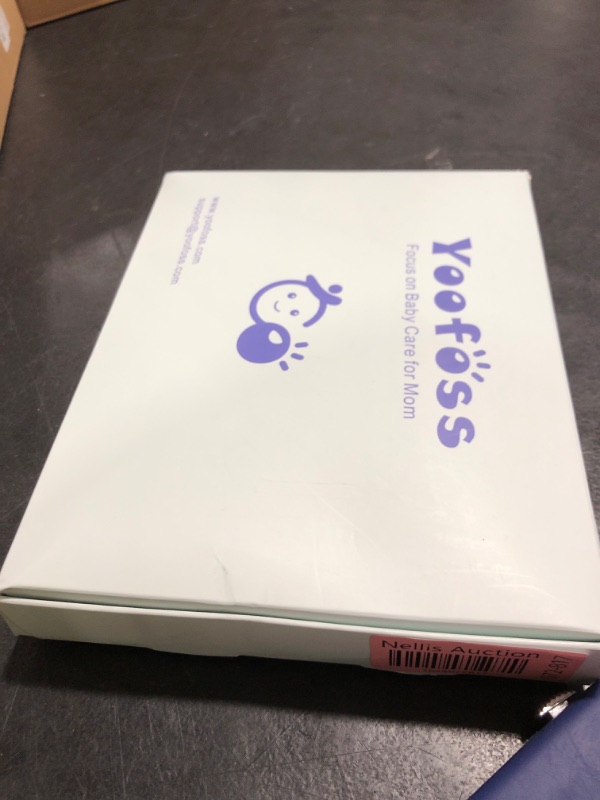 Yoofoss
Focus on Baby Care for Mom
www.yoofoss.com
support@yoofoss.com
Nellis Auction